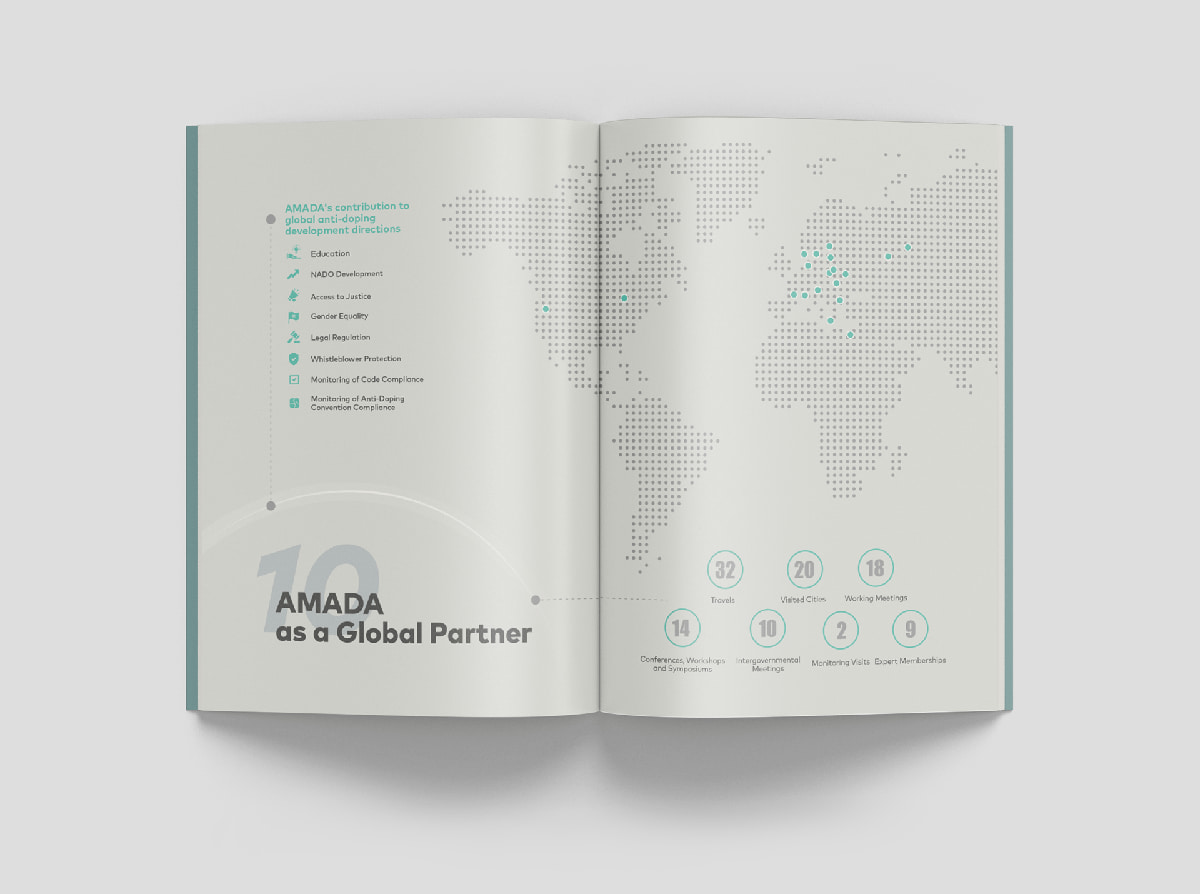 AMADA's contribution to
global anti-doping
development directions
Education
NADO Development
Access to Justice
Gender Equality
Legal Regulation
Whistleblower Protection
Monitoring of Code Compliance
Monitoring of Anti-Doping
Convention Compliance
10
AMADA
as a Global Partner
32
Travels
20
Visited Cities
18
Working Meetings
14
Conferences, Workshops
and Symposiums
10
Intergovernmental
Meetings
2
Monitoring Visits
9
Expert Memberships